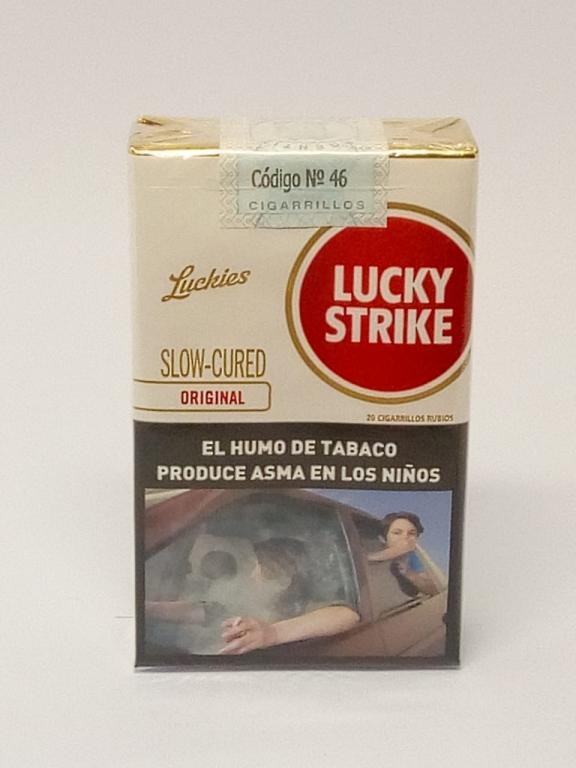 Código Nº 46
CIGARRILLOS
Luckies
LUCKY
STRIKE
SLOW-CURED
ORIGINAL
20 CIGARRILLOS RUBIOS
EL HUMO DE TABACO
PRODUCE ASMA EN LOS NIÑOS